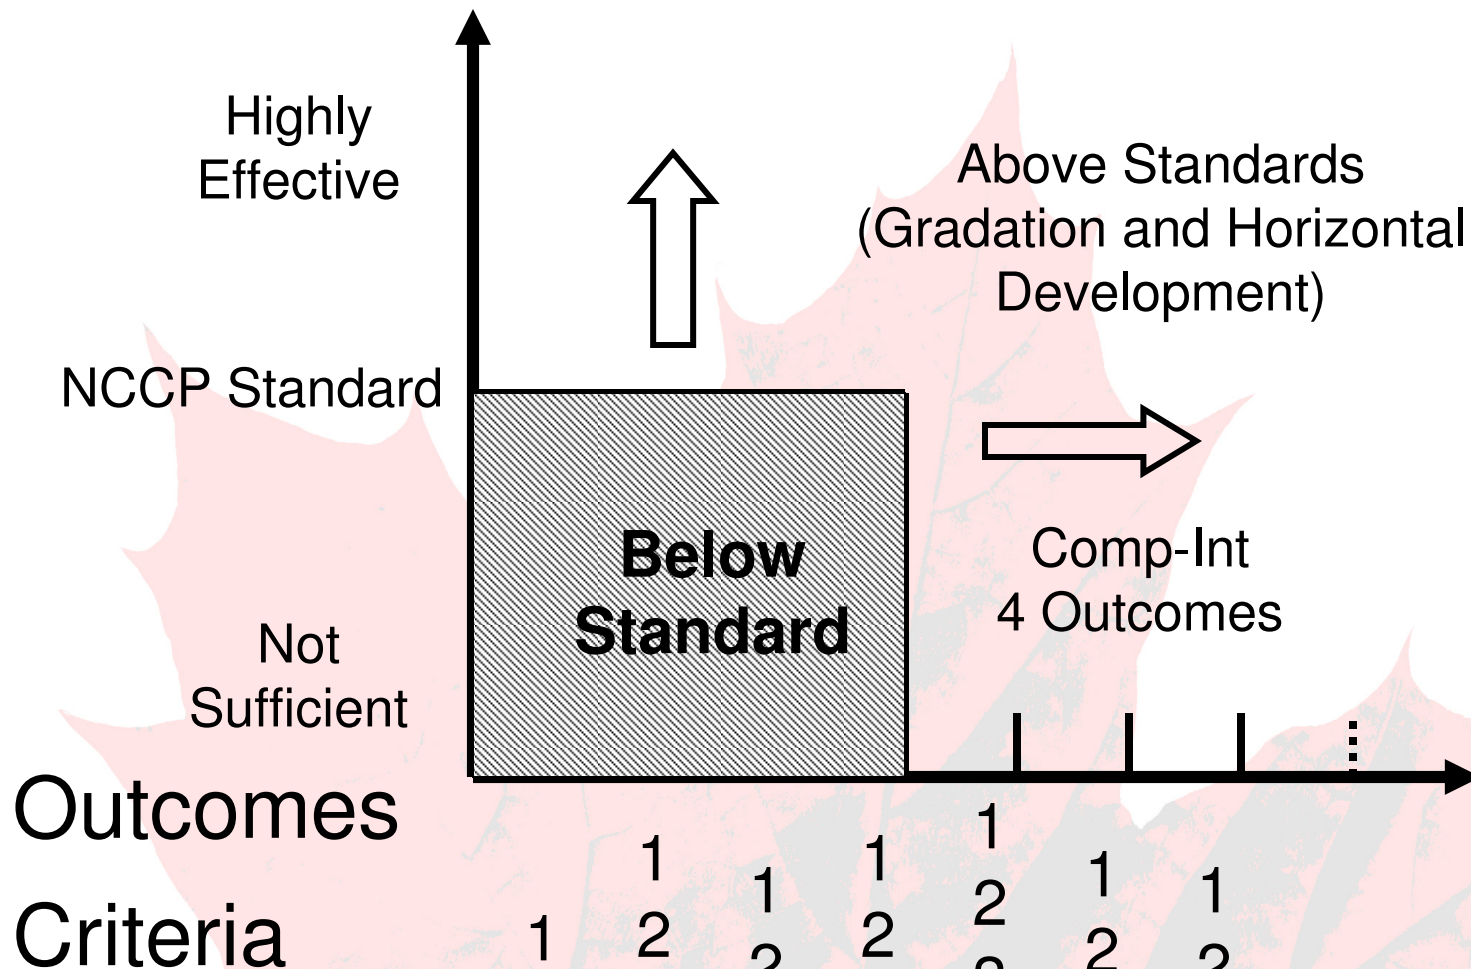 Highly
Effective
Above Standards
(Gradation and Horizontal
Development)
NCCP Standard
Below
Standard
Comp-Int
4 Outcomes
Not
Sufficient
Outcomes
1
1 1 1 1 1
2
Criteria 1 2 2 2 2 2